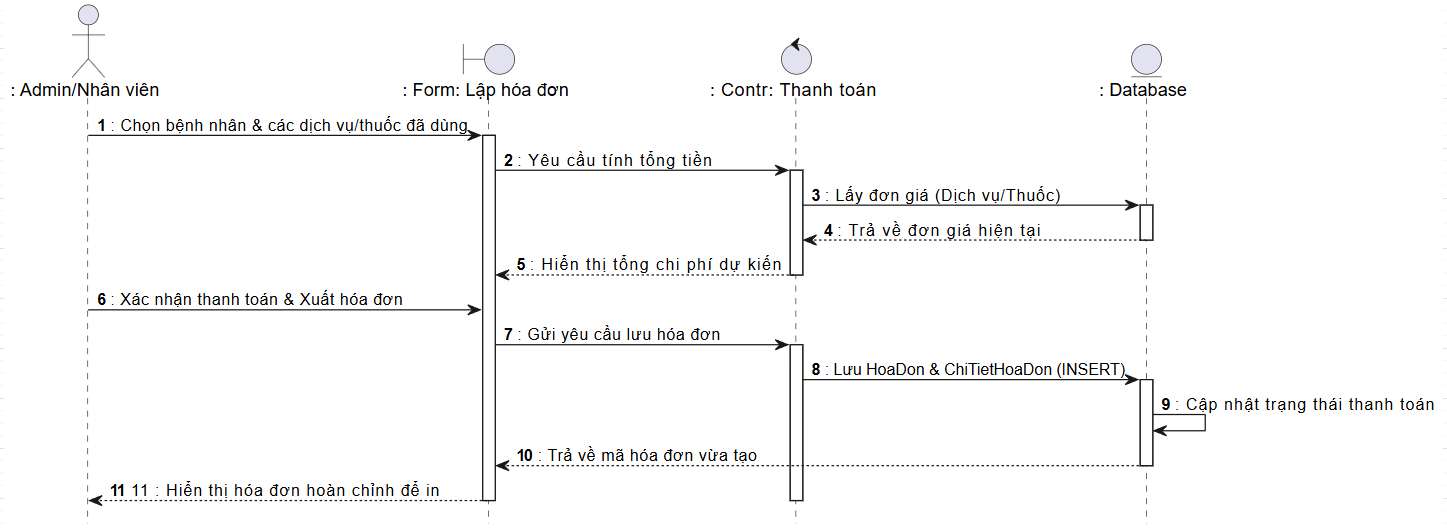 : Admin/Nhân viên
: Form: Lập hóa đơn
: Contr: Thanh toán
: Database
1 : Chọn bệnh nhân & các dịch vụ/thuốc đã dùng
2 : Yêu cầu tính tổng tiền
3 : Lấy đơn giá (Dịch vụ/Thuốc)
4 : Trả về đơn giá hiện tại
5 : Hiển thị tổng chi phí dự kiến
6 : Xác nhận thanh toán & Xuất hóa đơn
7 : Gửi yêu cầu lưu hóa đơn
8 : Lưu HoaDon & ChiTietHoaDon (INSERT)
9 : Cập nhật trạng thái thanh toán
10 : Trả về mã hóa đơn vừa tạo
11 11 : Hiển thị hóa đơn hoàn chỉnh để in